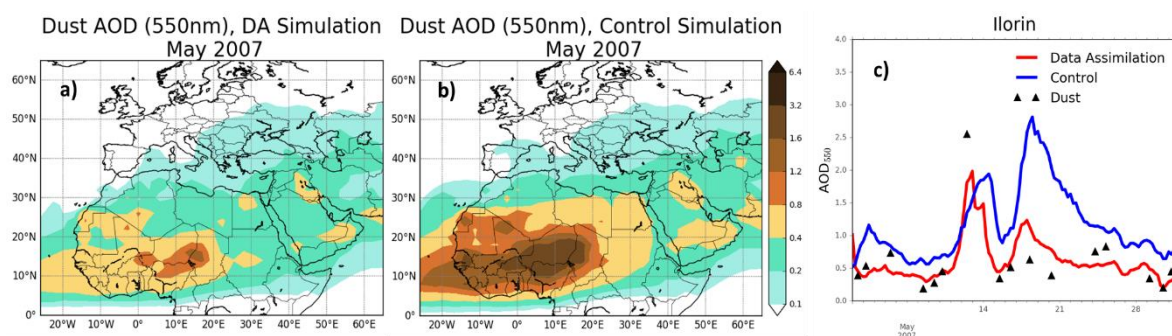 Dust AOD (550nm), DA Simulation
May 2007
a)
60°N
50°N
40°N
30°N
20°N
10°N
0°
20°W 10°W 0° 10°E 20°E 30°E 40°E 50°E 60°E
Dust AOD (550nm), Control Simulation
May 2007
b)
60°N
50°N
40°N
30°N
20°N
10°N
0°
20°W 10°W 0° 10°E 20°E 30°E 40°E 50°E 60°E
6.4
3.2
1.6
1.2
0.8
0.4
0.2
0.1
Ilorin
c)
Data Assimilation
Control
Dust
AOD550
4.0
3.5
3.0
2.5
2.0
1.5
1.0
0.5
0.0
14 21 28
May
2007